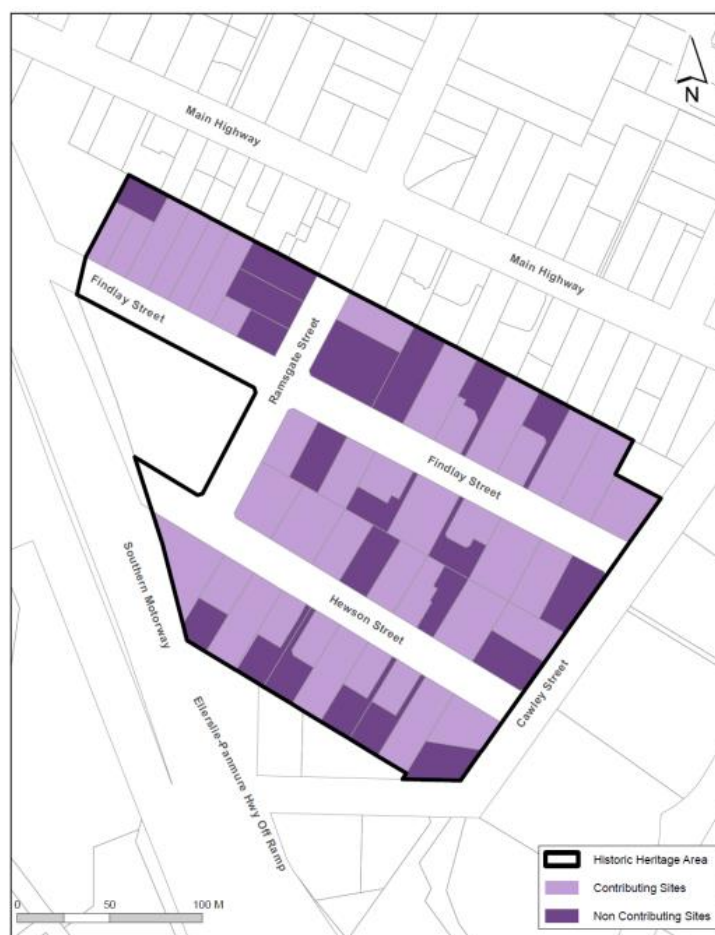 N
Main Highway
Main Highway
Findlay Street
Ramsgate Street
Findlay Street
Hewson Street
Southern Motorway
Cawley Street
Ellerslie-Panmure Hwy Off Ramp
Historic Heritage Area
Contributing Sites
Non Contributing Sites
0 50 100 M